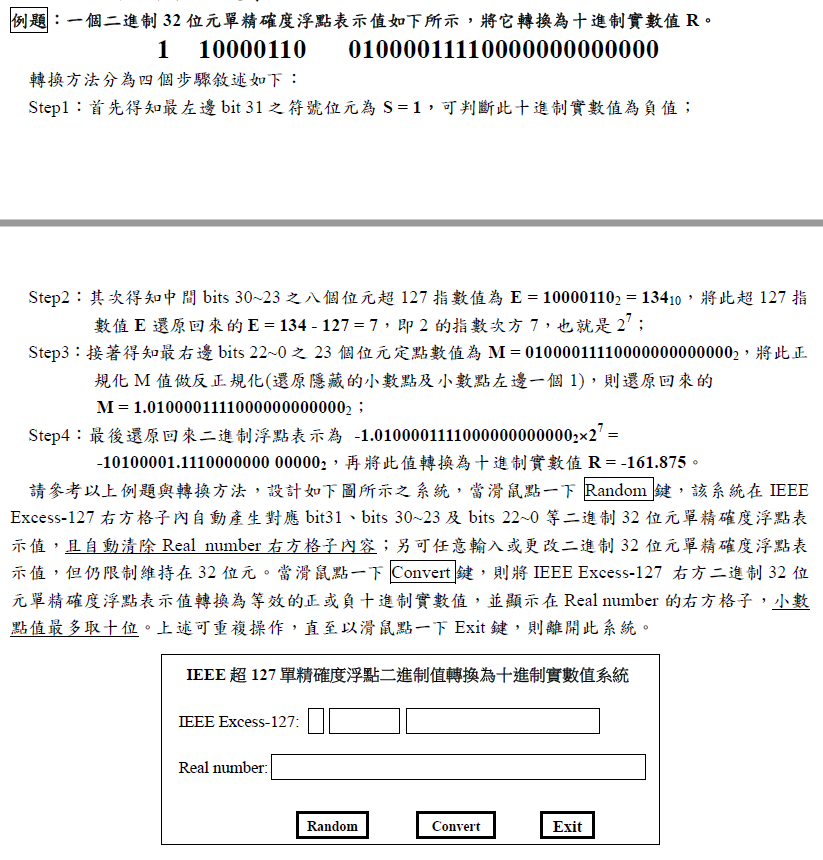 例題：一個二進制 32 位元單精確度浮點表示值如下所示，將它轉換為十進制實數值 R。
1 10000110 01000011110000000000000
轉換方法分為四個步驟敘述如下：
Step1：首先得知最左邊 bit 31 之符號位元為 S = 1，可判斷此十進制實數值為負值；
Step2：其次得知中間 bits 30~23 之八個位元超 127 指數值為 E = 10000110₂ = 134₁₀，將此超 127 指
數值 E 還原回來的 E = 134 - 127 = 7，即 2 的指數次方 7，也就是 2⁷；
Step3：接著得知最右邊 bits 22~0 之 23 個位元定點數值為 M = 01000011110000000000000₂，將此正
規化 M 值做反正規化(還原隱藏的小數點及小數點左邊一個 1)，則還原回來的
M = 1.01000011110000000000000₂；
Step4：最後還原回來二進制浮點表示為 -1.01000011110000000000000₂×2⁷ =
-10100001.1110000000 00000₂，再將此值轉換為十進制實數值 R = -161.875。
請參考以上例題與轉換方法，設計如下圖所示之系統，當滑鼠點一下 Random 鍵，該系統在 IEEE
Excess-127 右方格子內自動產生對應 bit31、bits 30~23 及 bits 22~0 等二進制 32 位元單精確度浮點表
示值，且自動清除 Real number 右方格子內容；另可任意輸入或更改二進制 32 位元單精確度浮點表
示值，但仍限制維持在 32 位元。當滑鼠點一下 Convert 鍵，則將 IEEE Excess-127 右方二進制 32 位
元單精確度浮點表示值轉換為等效的正或負十進制實數值，並顯示在 Real number 的右方格子，小數
點值最多取十位。上述可重複操作，直至以滑鼠點一下 Exit 鍵，則離開此系統。
IEEE 超 127 單精確度浮點二進制值轉換為十進制實數值系統
IEEE Excess-127:
Real number:
Random Convert Exit